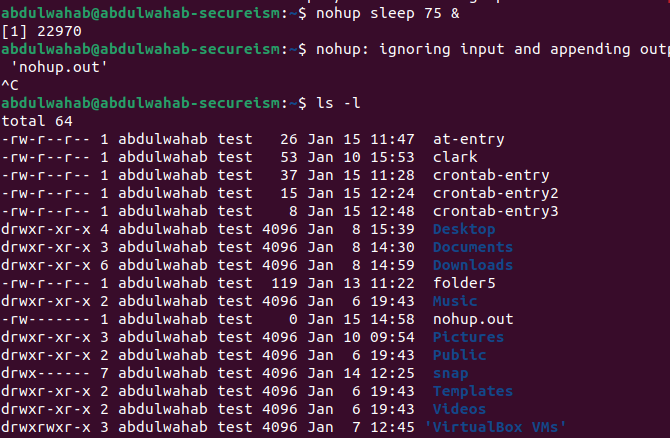 abdulwahab@abdulwahab-secureism:~$ nohup sleep 75 &
[1] 22970
abdulwahab@abdulwahab-secureism:~$ nohup: ignoring input and appending outp
 'nohup.out'
^C
abdulwahab@abdulwahab-secureism:~$ ls -l
total 64
-rw-r--r-- 1 abdulwahab test   26 Jan 15 11:47  at-entry
-rw-r--r-- 1 abdulwahab test   53 Jan 10 15:53  clark
-rw-r--r-- 1 abdulwahab test   37 Jan 15 11:28  crontab-entry
-rw-r--r-- 1 abdulwahab test   15 Jan 15 12:24  crontab-entry2
-rw-r--r-- 1 abdulwahab test    8 Jan 15 12:48  crontab-entry3
drwxr-xr-x 4 abdulwahab test 4096 Jan  8 15:39  Desktop
drwxr-xr-x 3 abdulwahab test 4096 Jan  8 14:30  Documents
drwxr-xr-x 6 abdulwahab test 4096 Jan  8 14:59  Downloads
-rw-r--r-- 1 abdulwahab test  119 Jan 13 11:22  folder5
drwxr-xr-x 2 abdulwahab test 4096 Jan  6 19:43  Music
-rw------- 1 abdulwahab test    0 Jan 15 14:58  nohup.out
drwxr-xr-x 3 abdulwahab test 4096 Jan 10 09:54  Pictures
drwxr-xr-x 2 abdulwahab test 4096 Jan  6 19:43  Public
drwx------ 7 abdulwahab test 4096 Jan 14 12:25  snap
drwxr-xr-x 2 abdulwahab test 4096 Jan  6 19:43  Templates
drwxr-xr-x 2 abdulwahab test 4096 Jan  6 19:43  Videos
drwxrwxr-x 3 abdulwahab test 4096 Jan  7 12:45 'VirtualBox VMs'